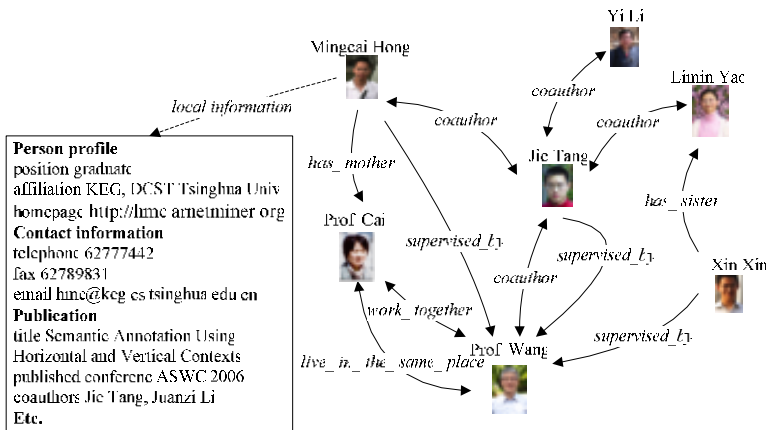 Yi Li
Mingcai Hong
Limin Yao
local information
coauthor
coauthor
coauthor
Person profile
position graduate
affiliation KEG, DCST Tsinghua Univ
homepage http://hmc arnetminer org
Contact information
telephone 62777442
fax 62789831
email hmc@keg cs tsinghua edu cn
Publication
title Semantic Annotation Using
Horizontal and Vertical Contexts
published conferenc ASWC 2006
coauthors Jie Tang, Juanzi Li
Etc.
has_mother
Jie Tang
has_sister
Prof Cai
supervised_by
supervised_by
coauthor
Xin Xin
work_together
supervised_by
Prof Wang
live_in_the_same_place